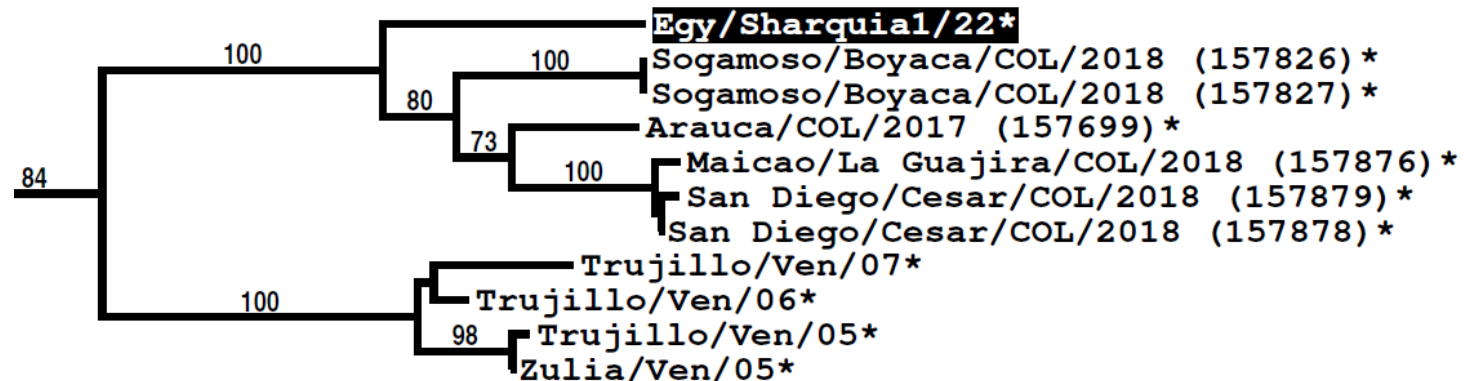 Egy/Sharquia1/22*
100
100
Sogamoso/Boyaca/COL/2018 (157826)*
Sogamoso/Boyaca/COL/2018 (157827)*
80
Arauca/COL/2017 (157699)*
73
Maicao/La Guajira/COL/2018 (157876)*
100
84
San Diego/Cesar/COL/2018 (157879)*
San Diego/Cesar/COL/2018 (157878)*
Trujillo/Ven/07*
100
Trujillo/Ven/06*
98
Trujillo/Ven/05*
Zulia/Ven/05*